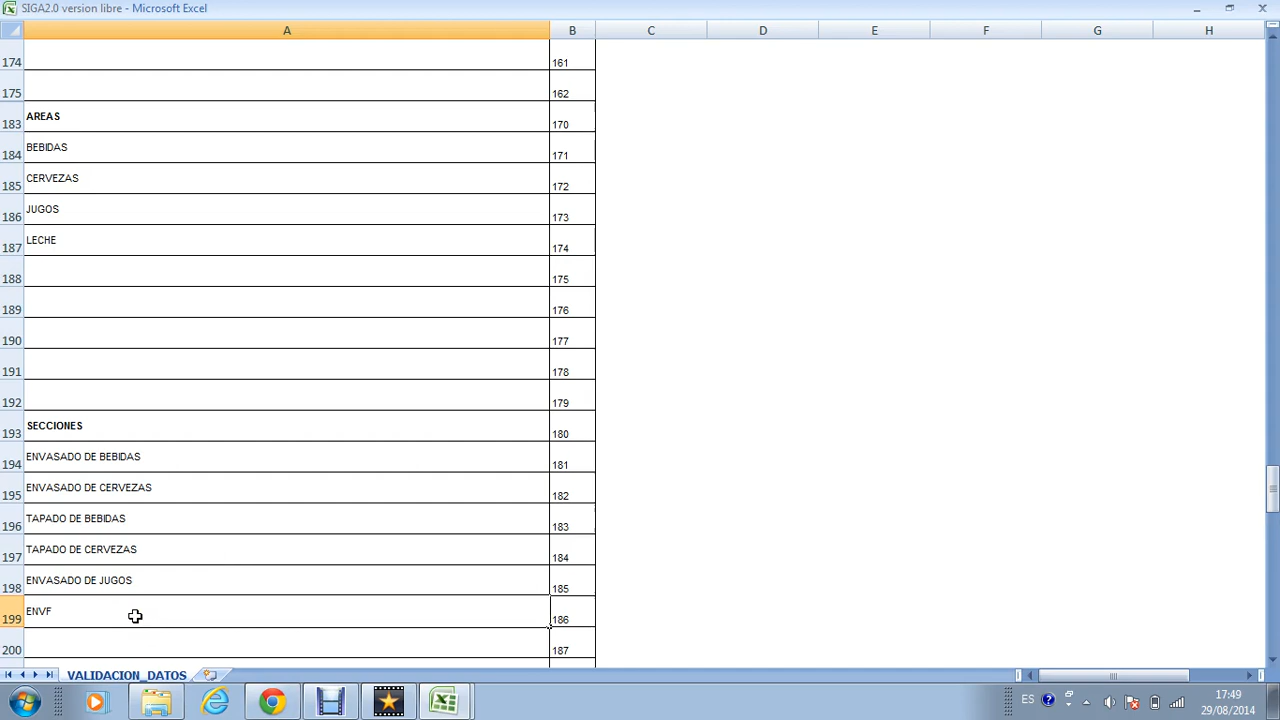 SIGA2.0 version libre - Microsoft Excel
A B C D E F G H
174 161
175 162
183 AREAS 170
184 BEBIDAS 171
185 CERVEZAS 172
186 JUGOS 173
187 LECHE 174
188 175
189 176
190 177
191 178
192 179
193 SECCIONES 180
194 ENVASADO DE BEBIDAS 181
195 ENVASADO DE CERVEZAS 182
196 TAPADO DE BEBIDAS 183
197 TAPADO DE CERVEZAS 184
198 ENVASADO DE JUGOS 185
199 ENVF 186
200 187
VALIDACION_DATOS
ES 17:49
29/08/2014